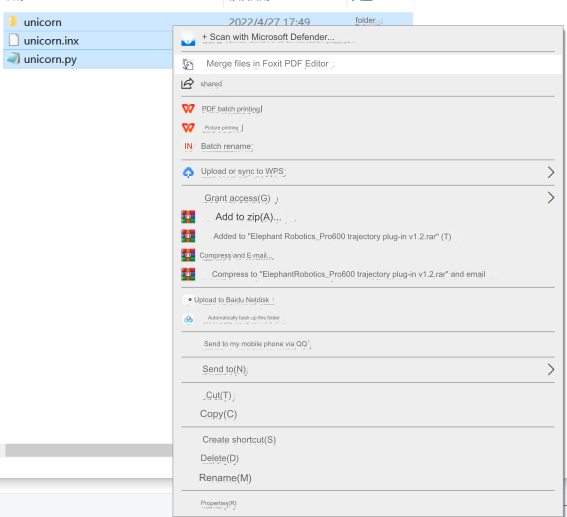 unicorn 2022/4/27 17:49 folder
unicorn.inx
unicorn.py
+ Scan with Microsoft Defender...
Merge files in Foxit PDF Editor
shared
PDF batch printing
Picture printing
IN Batch rename
Upload or sync to WPS
Grant access(G)
Add to zip(A)...
Added to "Elephant Robotics_Pro600 trajectory plug-in v1.2.rar" (T)
Compress and E-mail...
Compress to "ElephantRobotics_Pro600 trajectory plug-in v1.2.rar" and email
Upload to Baidu Netdisk
Automatically back up this folder
Send to my mobile phone via QQ
Send to(N)
Cut(T)
Copy(C)
Create shortcut(S)
Delete(D)
Rename(M)
Properties(R)